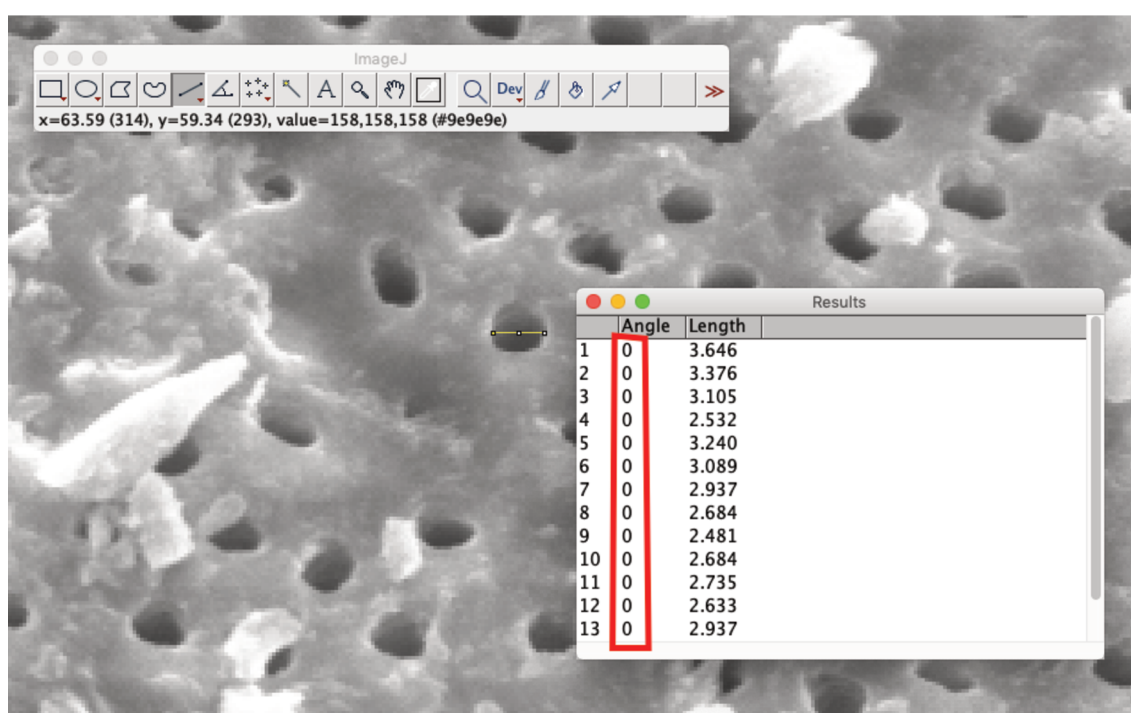 ImageJ
A Dev >>
x=63.59 (314), y=59.34 (293), value=158,158,158 (#9e9e9e)
Results
Angle Length
1 0 3.646
2 0 3.376
3 0 3.105
4 0 2.532
5 0 3.240
6 0 3.089
7 0 2.937
8 0 2.684
9 0 2.481
10 0 2.684
11 0 2.735
12 0 2.633
13 0 2.937